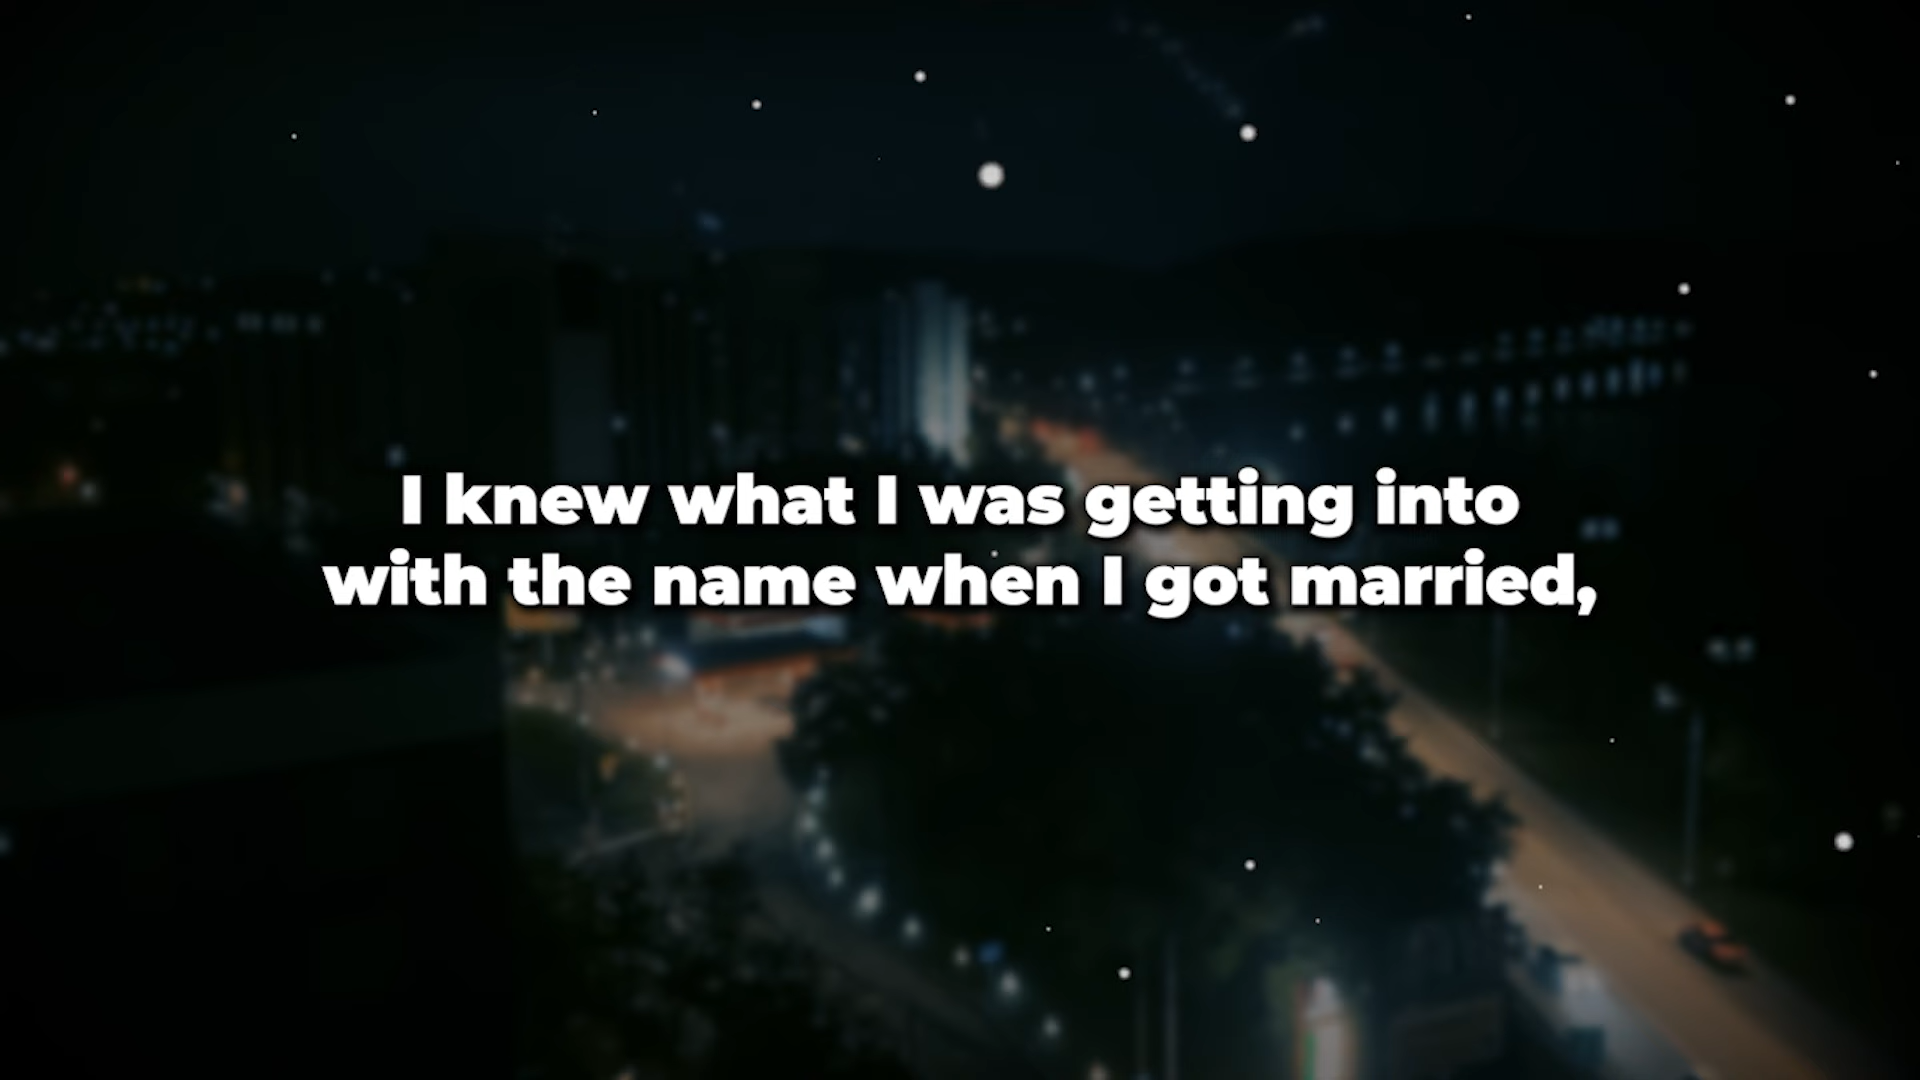 I knew what I was getting into
with the name when I got married,